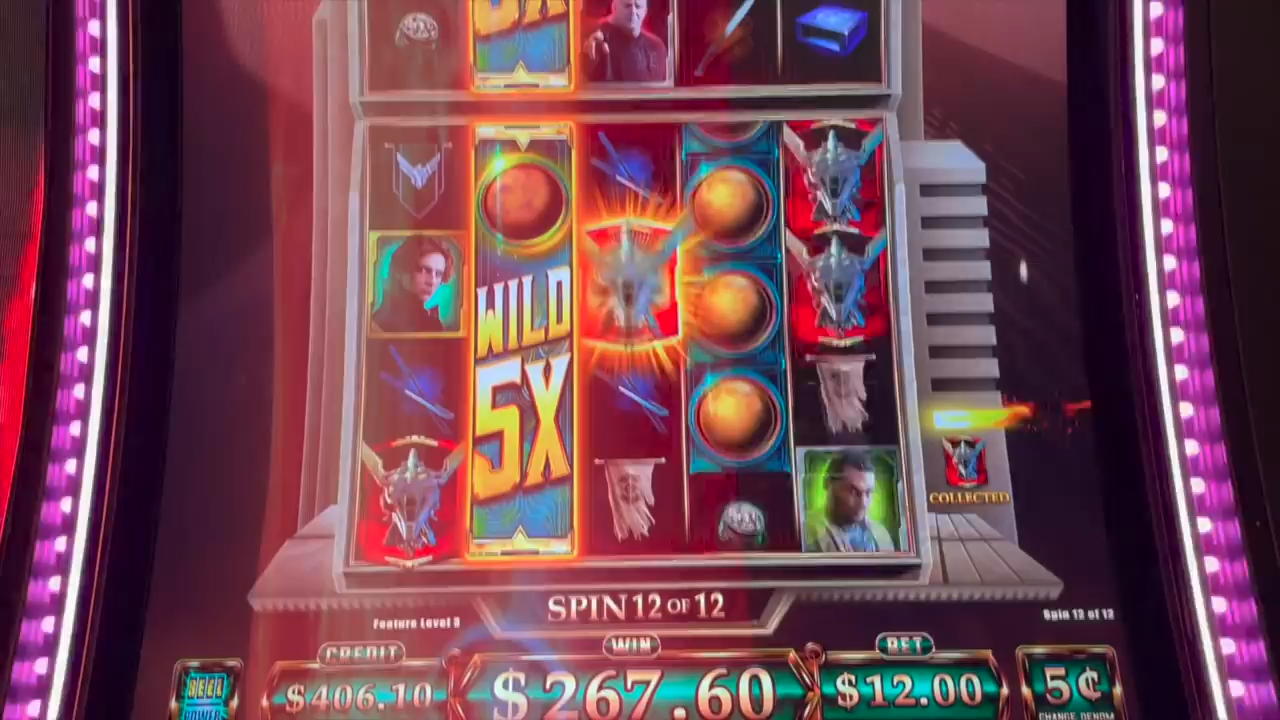 5X
WILD
5X
COLLECTED
SPIN 12 OF 12
Feature Level 3
Spin 12 of 12
CREDIT
WIN
BET
REEL
POWER
$406.10
$267.60
$12.00
5¢
CHANGE DENOM